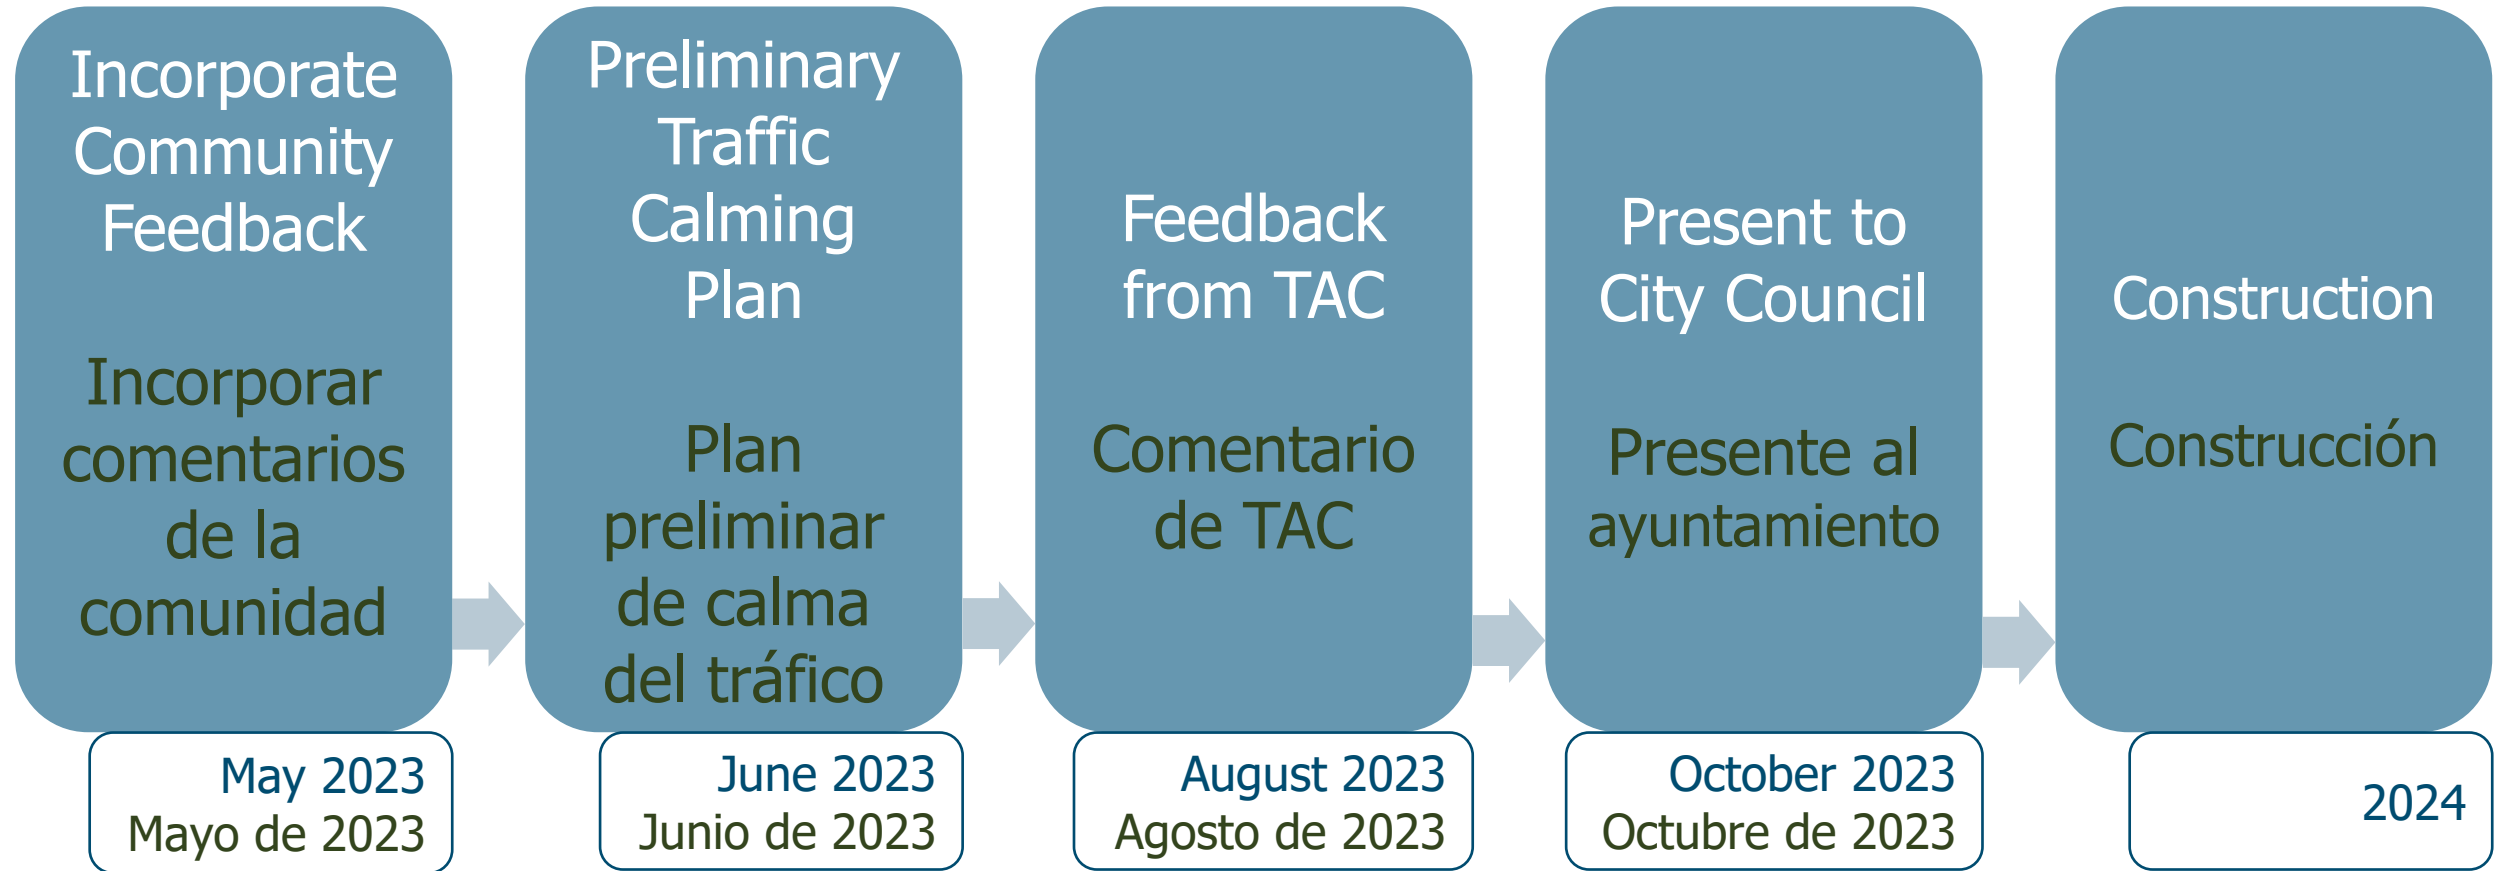 Incorporate
Community
Feedback
Incorporar
comentarios
de la
comunidad
May 2023
Mayo de 2023
Preliminary
Traffic
Calming
Plan
Plan
preliminar
de calma
del tráfico
June 2023
Junio de 2023
Feedback
from TAC
Comentario
de TAC
August 2023
Agosto de 2023
Present to
City Council
Presente al
ayuntamiento
October 2023
Octubre de 2023
Construction
Construcción
2024